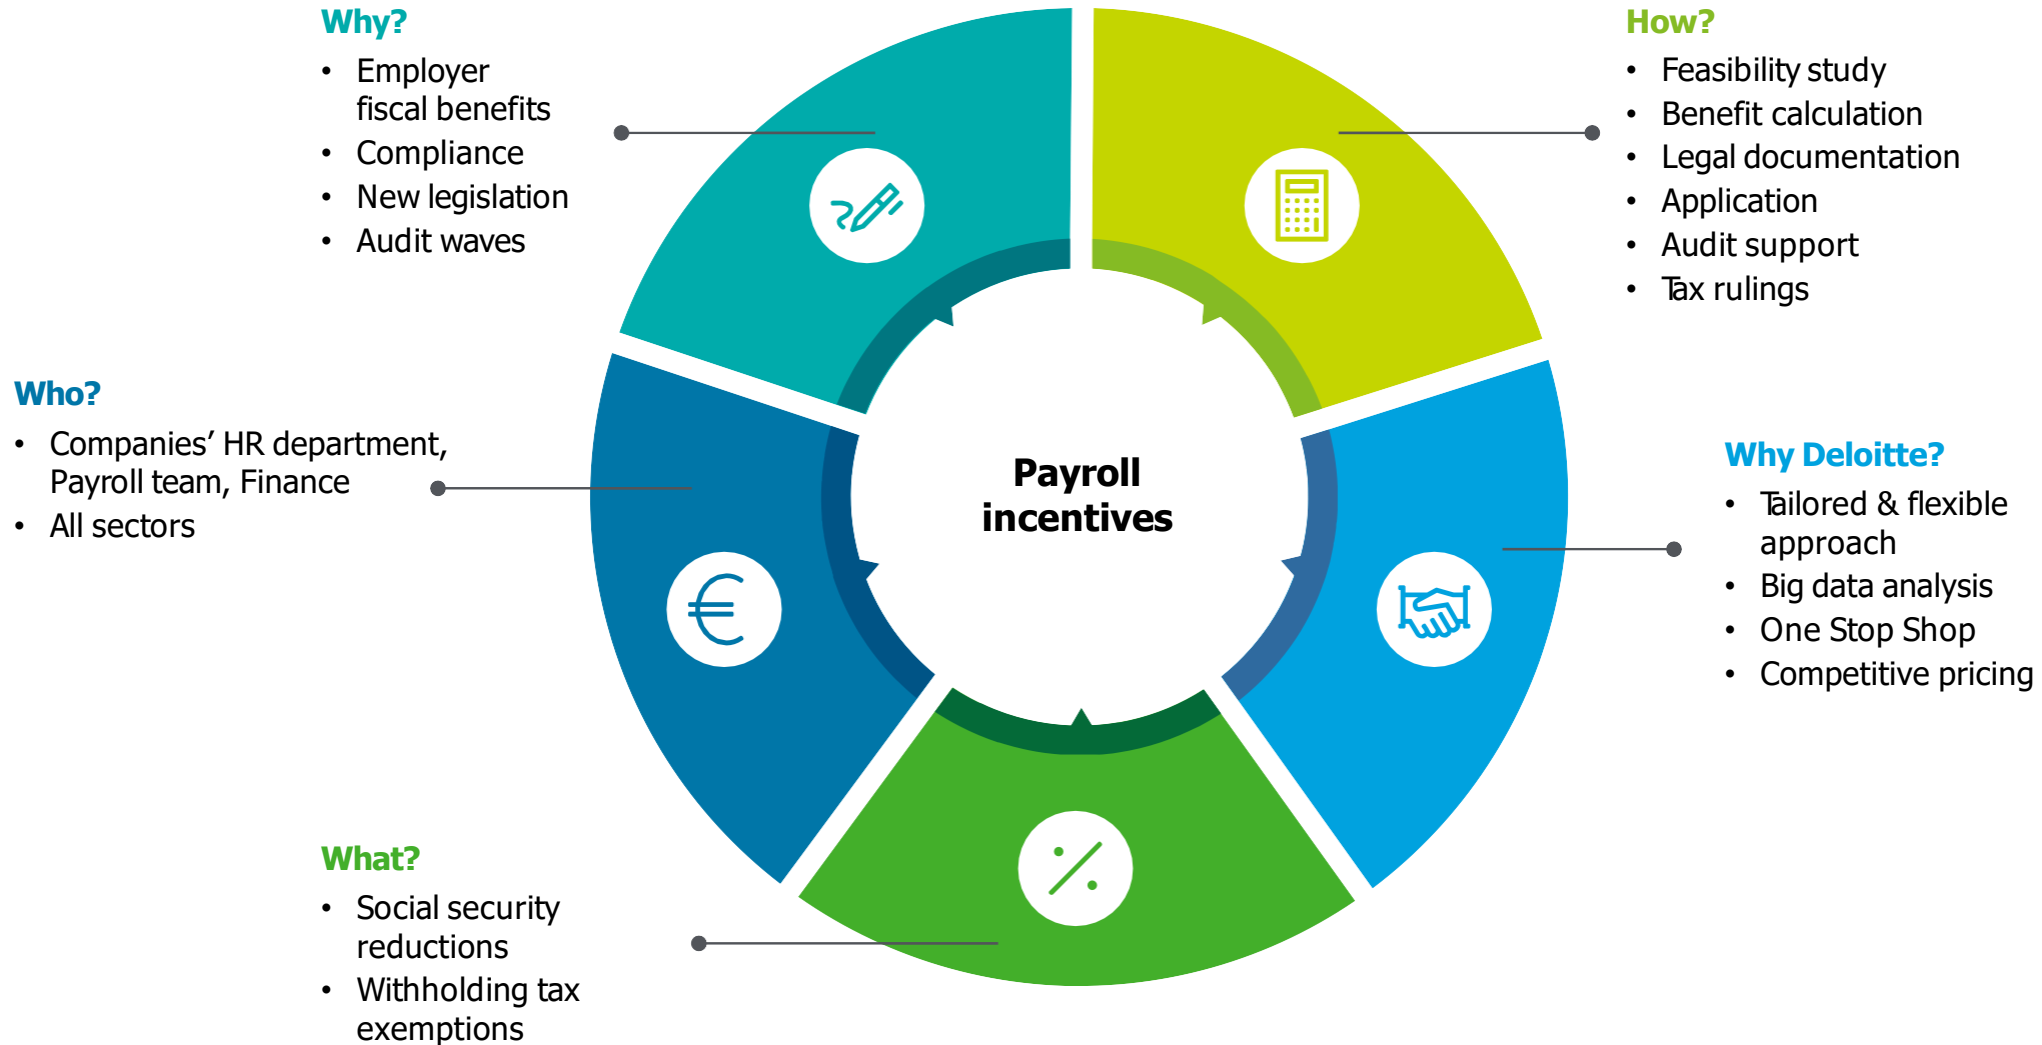 Why?
• Employer
fiscal benefits
• Compliance
• New legislation
• Audit waves
How?
• Feasibility study
• Benefit calculation
• Legal documentation
• Application
• Audit support
• Tax rulings
Who?
• Companies’ HR department,
Payroll team, Finance
• All sectors
Payroll
incentives
Why Deloitte?
• Tailored & flexible
approach
• Big data analysis
• One Stop Shop
• Competitive pricing
What?
• Social security
reductions
• Withholding tax
exemptions